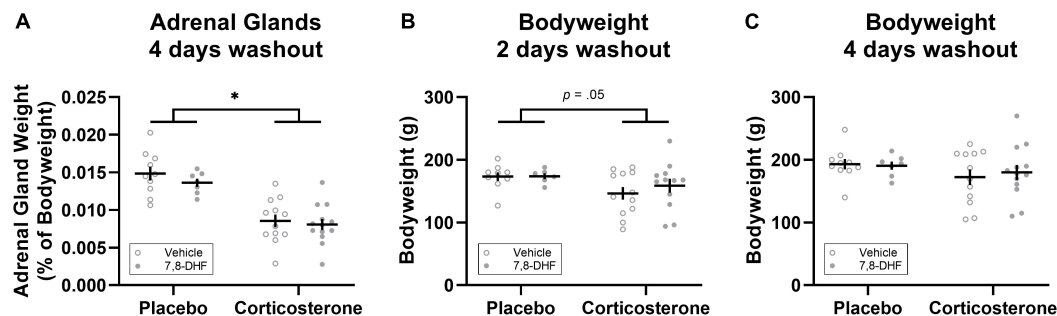 A
Adrenal Glands
4 days washout
Adrenal Gland Weight
(% of Bodyweight)
0.025
0.020
0.015
0.010
0.005
0.000
*
Vehicle
7,8-DHF
Placebo
Corticosterone
B
Bodyweight
2 days washout
Bodyweight (g)
300
200
100
0
p = .05
Vehicle
7,8-DHF
Placebo
Corticosterone
C
Bodyweight
4 days washout
Bodyweight (g)
300
200
100
0
Vehicle
7,8-DHF
Placebo
Corticosterone